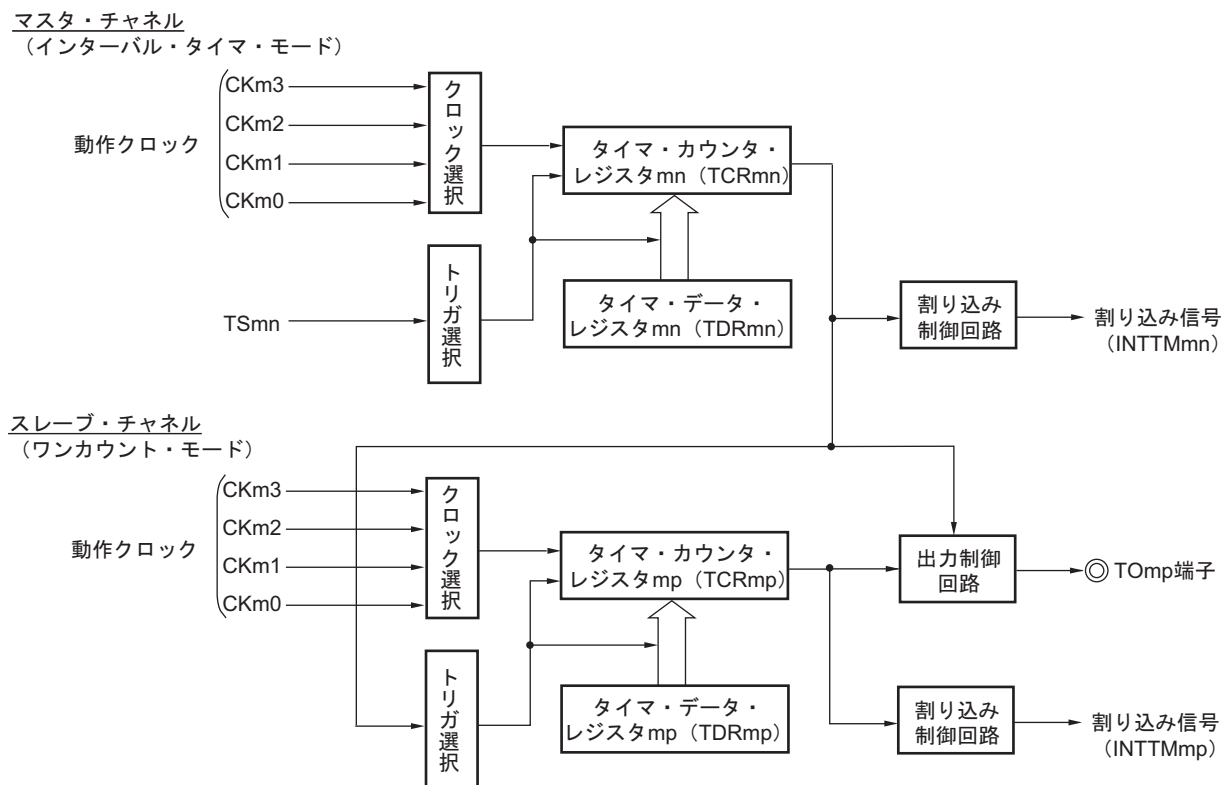 マスタ・チャネル
（インターバル・タイマ・モード）
CKm3
CKm2
動作クロック
CKm1
CKm0
クロック選択
タイマ・カウンタ・
レジスタmn（TCRmn）
TSmn
トリガ選択
タイマ・データ・
レジスタmn（TDRmn）
割り込み
制御回路
割り込み信号
（INTTMmn）
スレーブ・チャネル
（ワンカウント・モード）
CKm3
CKm2
動作クロック
CKm1
CKm0
クロック選択
タイマ・カウンタ・
レジスタmp（TCRmp）
出力制御
回路
TOmp端子
トリガ選択
タイマ・データ・
レジスタmp（TDRmp）
割り込み
制御回路
割り込み信号
（INTTMmp）